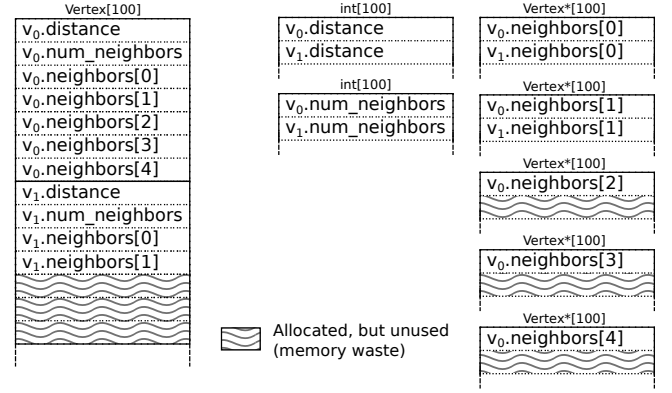 Vertex[100]
v₀.distance
v₀.num_neighbors
v₀.neighbors[0]
v₀.neighbors[1]
v₀.neighbors[2]
v₀.neighbors[3]
v₀.neighbors[4]
v₁.distance
v₁.num_neighbors
v₁.neighbors[0]
v₁.neighbors[1]
int[100]
v₀.distance
v₁.distance
int[100]
v₀.num_neighbors
v₁.num_neighbors
Allocated, but unused
(memory waste)
Vertex*[100]
v₀.neighbors[0]
v₁.neighbors[0]
Vertex*[100]
v₀.neighbors[1]
v₁.neighbors[1]
Vertex*[100]
v₀.neighbors[2]
Vertex*[100]
v₀.neighbors[3]
Vertex*[100]
v₀.neighbors[4]